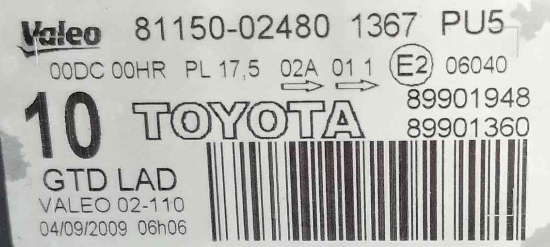 Valeo 81150-02480 1367 PU5
00DC 00HR PL 17,5 02A 01 1 E2 06040
10 TOYOTA 89901948
89901360
GTD LAD
VALEO 02-110
04/09/2009 06h06